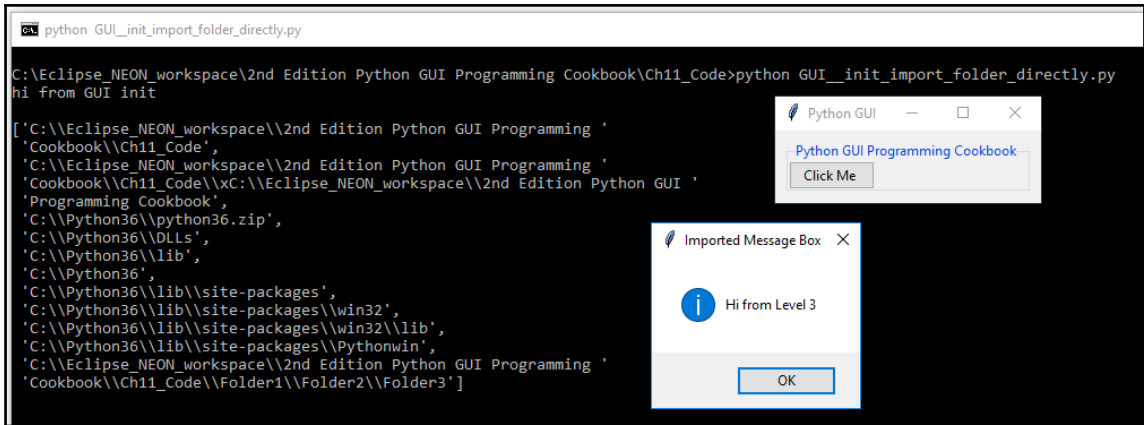 python  GUI__init_import_folder_directly.py
C:\Eclipse_NEON_workspace\2nd Edition Python GUI Programming Cookbook\Ch11_Code>python GUI__init_import_folder_directly.py
hi from GUI init
['C:\\Eclipse_NEON_workspace\\2nd Edition Python GUI Programming '
'Cookbook\\Ch11_Code',
'C:\\Eclipse_NEON_workspace\\2nd Edition Python GUI Programming '
'Cookbook\\Ch11_Code\\xC:\\Eclipse_NEON_workspace\\2nd Edition Python GUI '
'Programming Cookbook',
'C:\\Python36\\python36.zip',
'C:\\Python36\\DLLs',
'C:\\Python36\\lib',
'C:\\Python36',
'C:\\Python36\\lib\\site-packages',
'C:\\Python36\\lib\\site-packages\\win32',
'C:\\Python36\\lib\\site-packages\\win32\\lib',
'C:\\Python36\\lib\\site-packages\\Pythonwin',
'C:\\Eclipse_NEON_workspace\\2nd Edition Python GUI Programming '
'Cookbook\\Ch11_Code\\Folder1\\Folder2\\Folder3']
Python GUI
Python GUI Programming Cookbook
Click Me
Imported Message Box
Hi from Level 3
OK